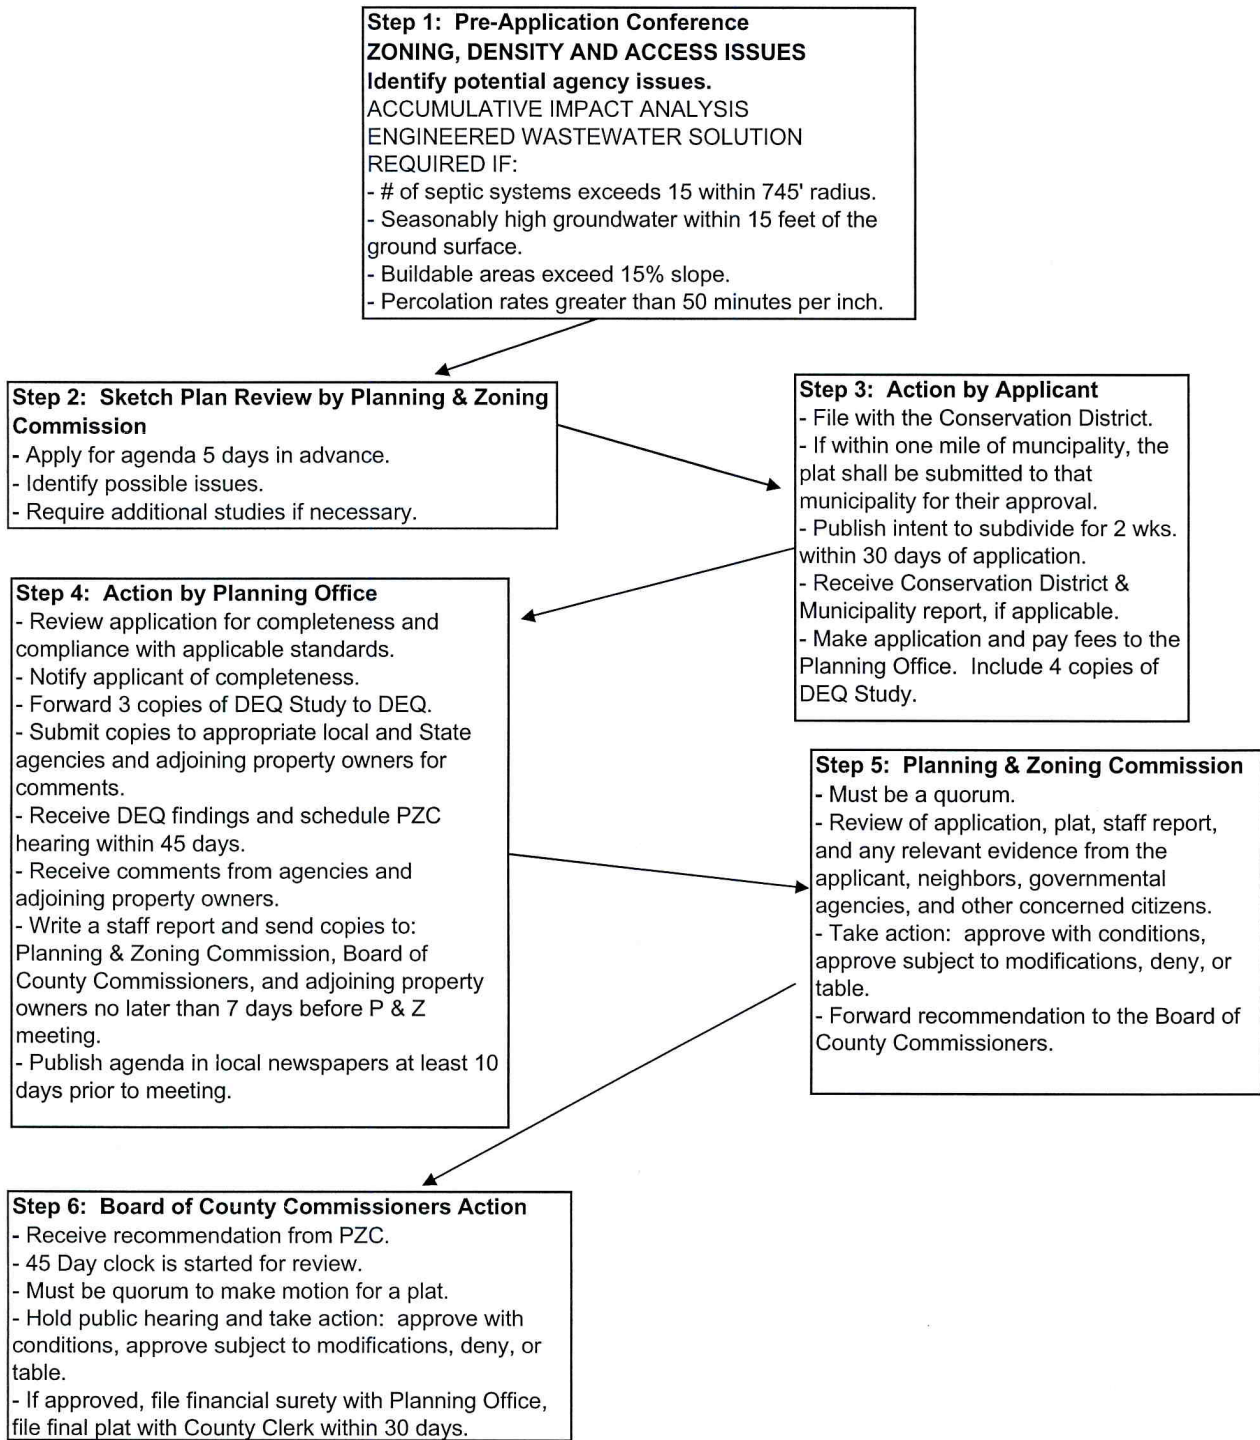 Step 1:  Pre-Application Conference
ZONING, DENSITY AND ACCESS ISSUES
Identify potential agency issues.
ACCUMULATIVE IMPACT ANALYSIS
ENGINEERED WASTEWATER SOLUTION
REQUIRED IF:
- # of septic systems exceeds 15 within 745' radius.
- Seasonably high groundwater within 15 feet of the
ground surface.
- Buildable areas exceed 15% slope.
- Percolation rates greater than 50 minutes per inch.
Step 2:  Sketch Plan Review by Planning & Zoning
Commission
- Apply for agenda 5 days in advance.
- Identify possible issues.
- Require additional studies if necessary.
Step 3:  Action by Applicant
- File with the Conservation District.
- If within one mile of muncipality, the
plat shall be submitted to that
municipality for their approval.
- Publish intent to subdivide for 2 wks.
within 30 days of application.
- Receive Conservation District &
Municipality report, if applicable.
- Make application and pay fees to the
Planning Office.  Include 4 copies of
DEQ Study.
Step 4:  Action by Planning Office
- Review application for completeness and
compliance with applicable standards.
- Notify applicant of completeness.
- Forward 3 copies of DEQ Study to DEQ.
- Submit copies to appropriate local and State
agencies and adjoining property owners for
comments.
- Receive DEQ findings and schedule PZC
hearing within 45 days.
- Receive comments from agencies and
adjoining property owners.
- Write a staff report and send copies to:
Planning & Zoning Commission, Board of
County Commissioners, and adjoining property
owners no later than 7 days before P & Z
meeting.
- Publish agenda in local newspapers at least 10
days prior to meeting.
Step 5:  Planning & Zoning Commission
- Must be a quorum.
- Review of application, plat, staff report,
and any relevant evidence from the
applicant, neighbors, governmental
agencies, and other concerned citizens.
- Take action:  approve with conditions,
approve subject to modifications, deny, or
table.
- Forward recommendation to the Board of
County Commissioners.
Step 6:  Board of County Commissioners Action
- Receive recommendation from PZC.
- 45 Day clock is started for review.
- Must be quorum to make motion for a plat.
- Hold public hearing and take action:  approve with
conditions, approve subject to modifications, deny, or
table.
- If approved, file financial surety with Planning Office,
file final plat with County Clerk within 30 days.